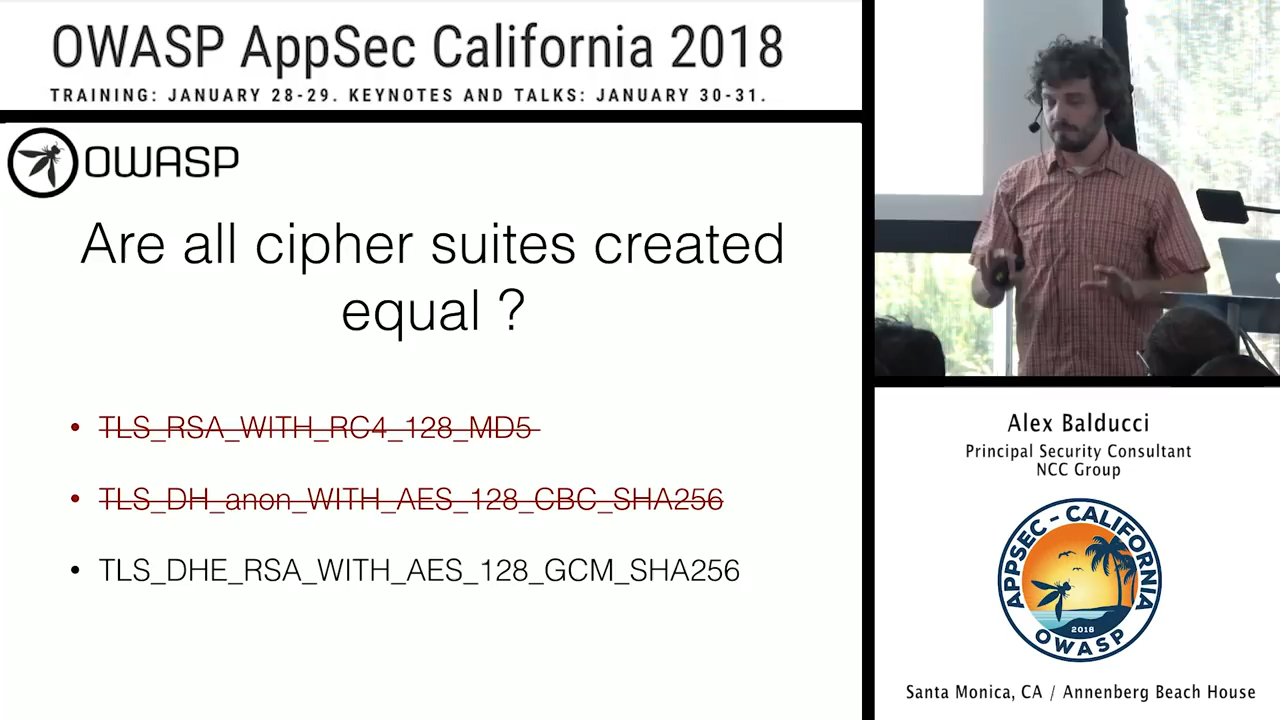 OWASP AppSec California 2018
TRAINING: JANUARY 28-29. KEYNOTES AND TALKS: JANUARY 30-31.
OWASP
Are all cipher suites created
equal ?
• TLS_RSA_WITH_RC4_128_MD5
• TLS_DH_anon_WITH_AES_128_CBC_SHA256
• TLS_DHE_RSA_WITH_AES_128_GCM_SHA256
Alex Balducci
Principal Security Consultant
NCC Group
APPSEC - CALIFORNIA
2018
OWASP
Santa Monica, CA / Annenberg Beach House